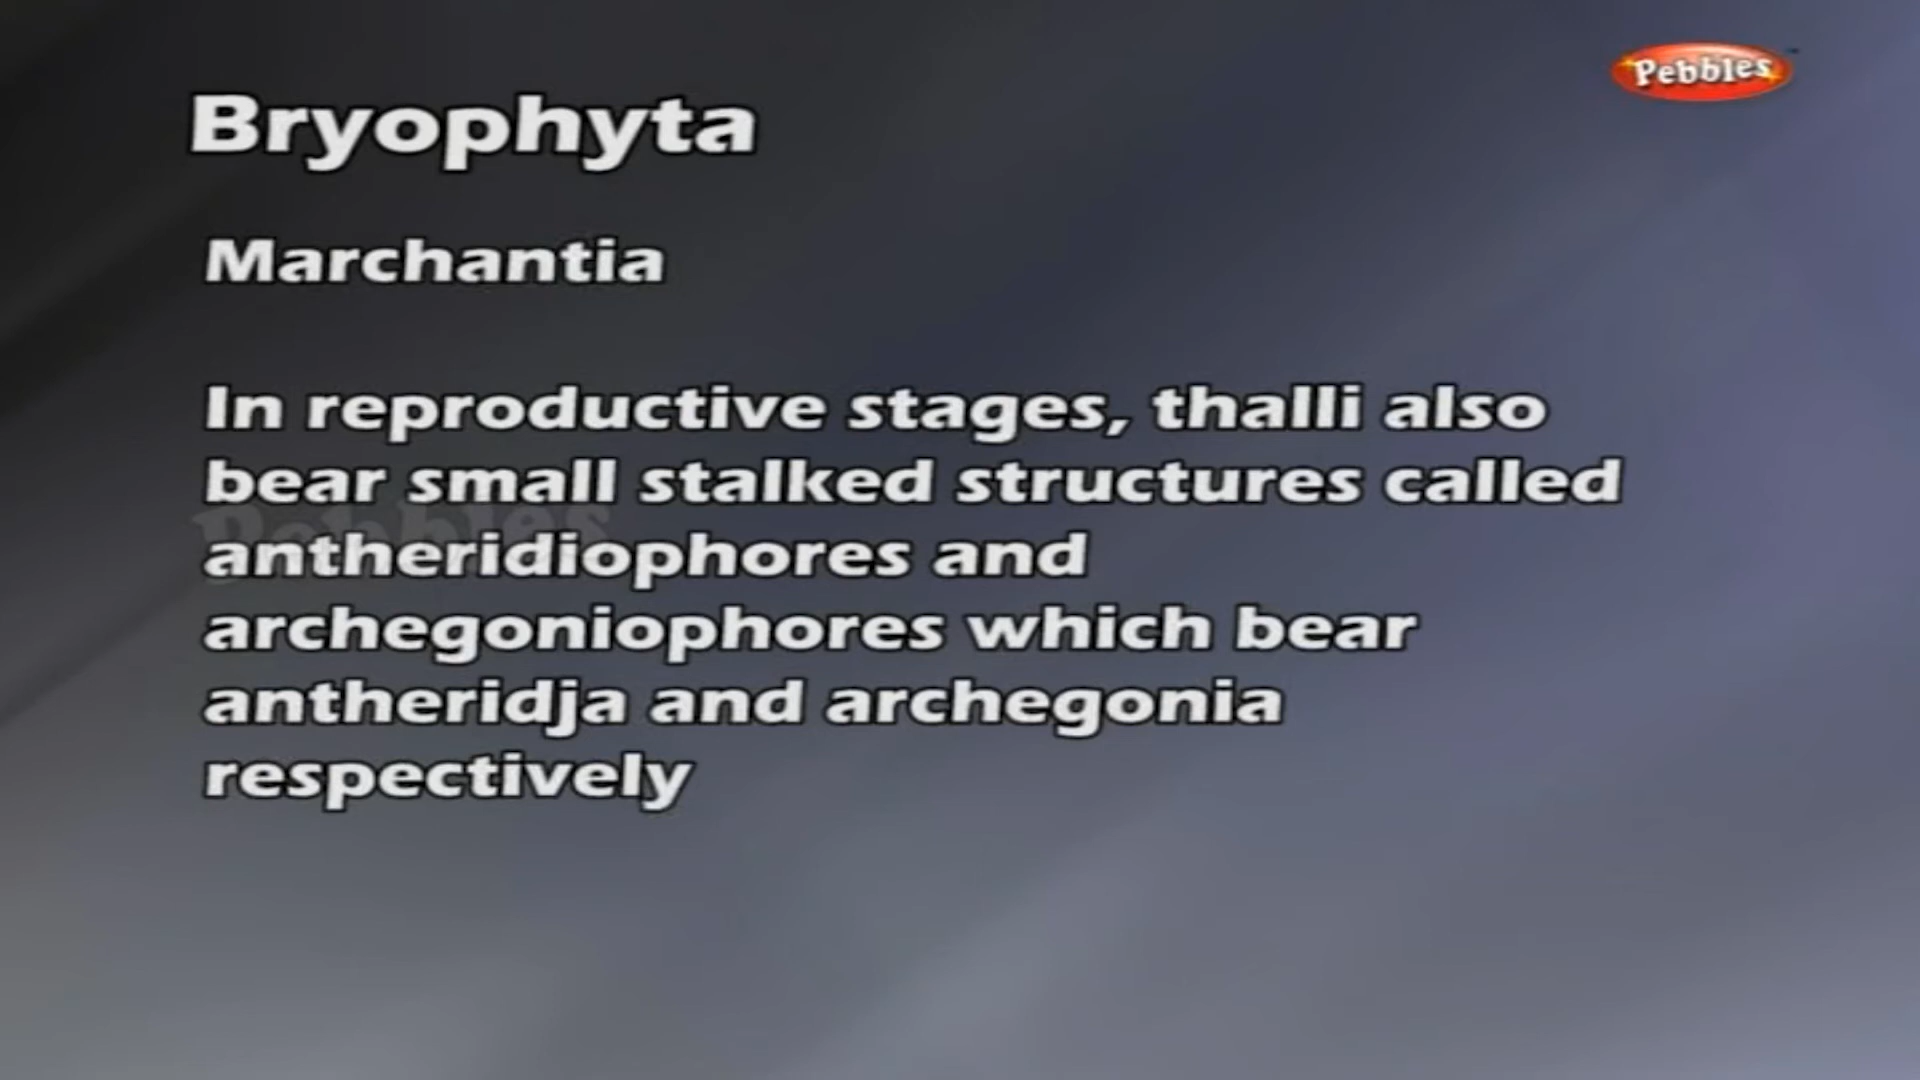 Pebbles
Bryophyta
Marchantia
In reproductive stages, thalli also
bear small stalked structures called
Pebbles
antheridiophores and
archegoniophores which bear
antheridja and archegonia
respectively